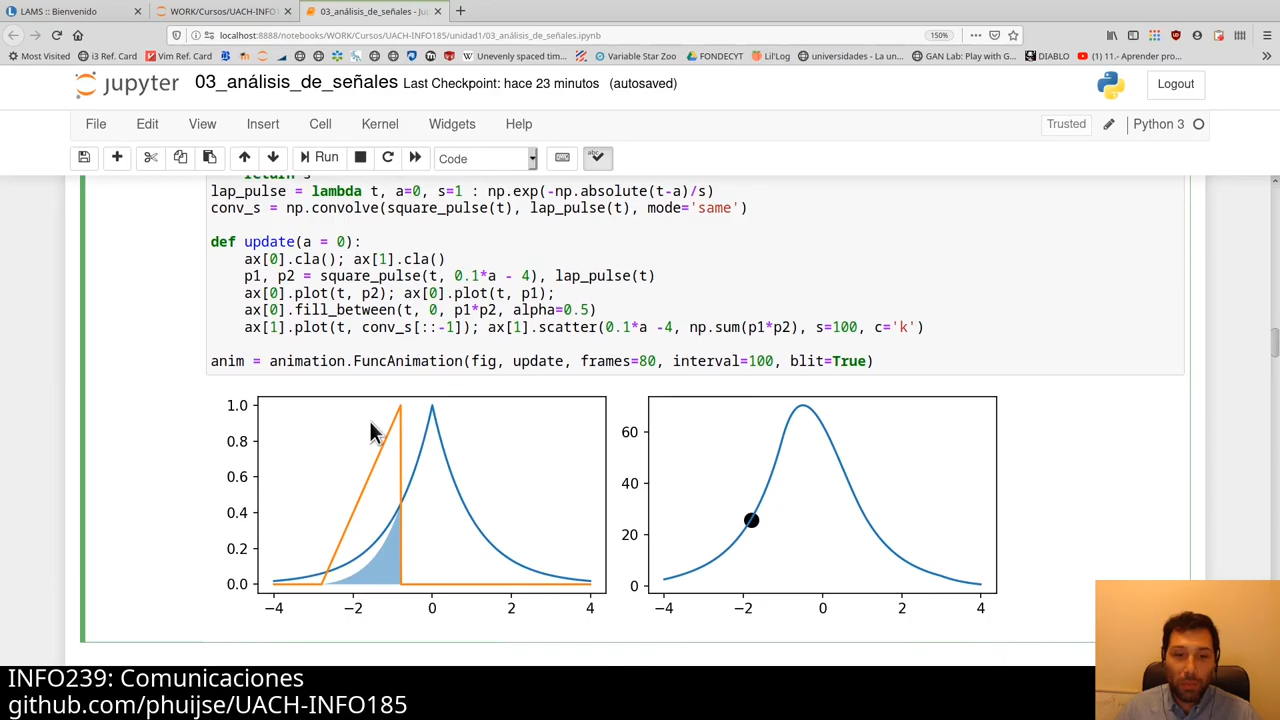 LAMS :: Bienvenido
WORK/Cursos/UACH-INFO1
03_análisis_de_señales - Jup
localhost:8888/notebooks/WORK/Cursos/UACH-INFO185/unidad1/03_análisis_de_señales.ipynb
150%
Most Visited
i3 Ref. Card
Vim Ref. Card
Unevenly spaced tim...
Variable Star Zoo
FONDECYT
Lil'Log
universidades - La un...
GAN Lab: Play with G...
DIABLO
(1) 11.- Aprender pro...
jupyter
03_análisis_de_señales
Last Checkpoint: hace 23 minutos
(autosaved)
Logout
File
Edit
View
Insert
Cell
Kernel
Widgets
Help
Trusted
Python 3
Run
Code
return s
lap_pulse = lambda t, a=0, s=1 : np.exp(-np.absolute(t-a)/s)
conv_s = np.convolve(square_pulse(t), lap_pulse(t), mode='same')
def update(a = 0):
ax[0].cla(); ax[1].cla()
p1, p2 = square_pulse(t, 0.1*a - 4), lap_pulse(t)
ax[0].plot(t, p2); ax[0].plot(t, p1);
ax[0].fill_between(t, 0, p1*p2, alpha=0.5)
ax[1].plot(t, conv_s[::-1]); ax[1].scatter(0.1*a -4, np.sum(p1*p2), s=100, c='k')
anim = animation.FuncAnimation(fig, update, frames=80, interval=100, blit=True)
1.0
0.8
0.6
0.4
0.2
0.0
−4
−2
0
2
4
60
40
20
0
−4
−2
0
2
4
INFO239: Comunicaciones
github.com/phuijse/UACH-INFO185